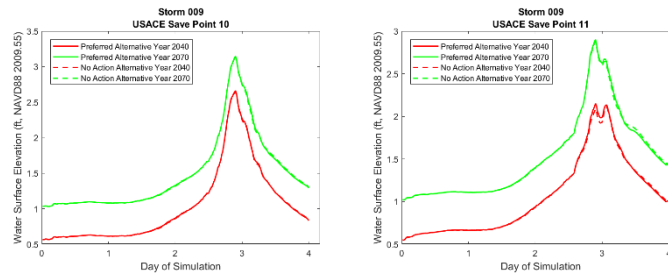 Storm 009
USACE Save Point 10
Water Surface Elevation (ft, NAVD88 2009.55)
3.5
3
2.5
2
1.5
1
0.5
Preferred Alternative Year 2040
Preferred Alternative Year 2070
No Action Alternative Year 2040
No Action Alternative Year 2070
0
1
2
3
4
Day of Simulation
Storm 009
USACE Save Point 11
Water Surface Elevation (ft, NAVD88 2009.55)
3
2.5
2
1.5
1
0.5
Preferred Alternative Year 2040
Preferred Alternative Year 2070
No Action Alternative Year 2040
No Action Alternative Year 2070
0
1
2
3
4
Day of Simulation